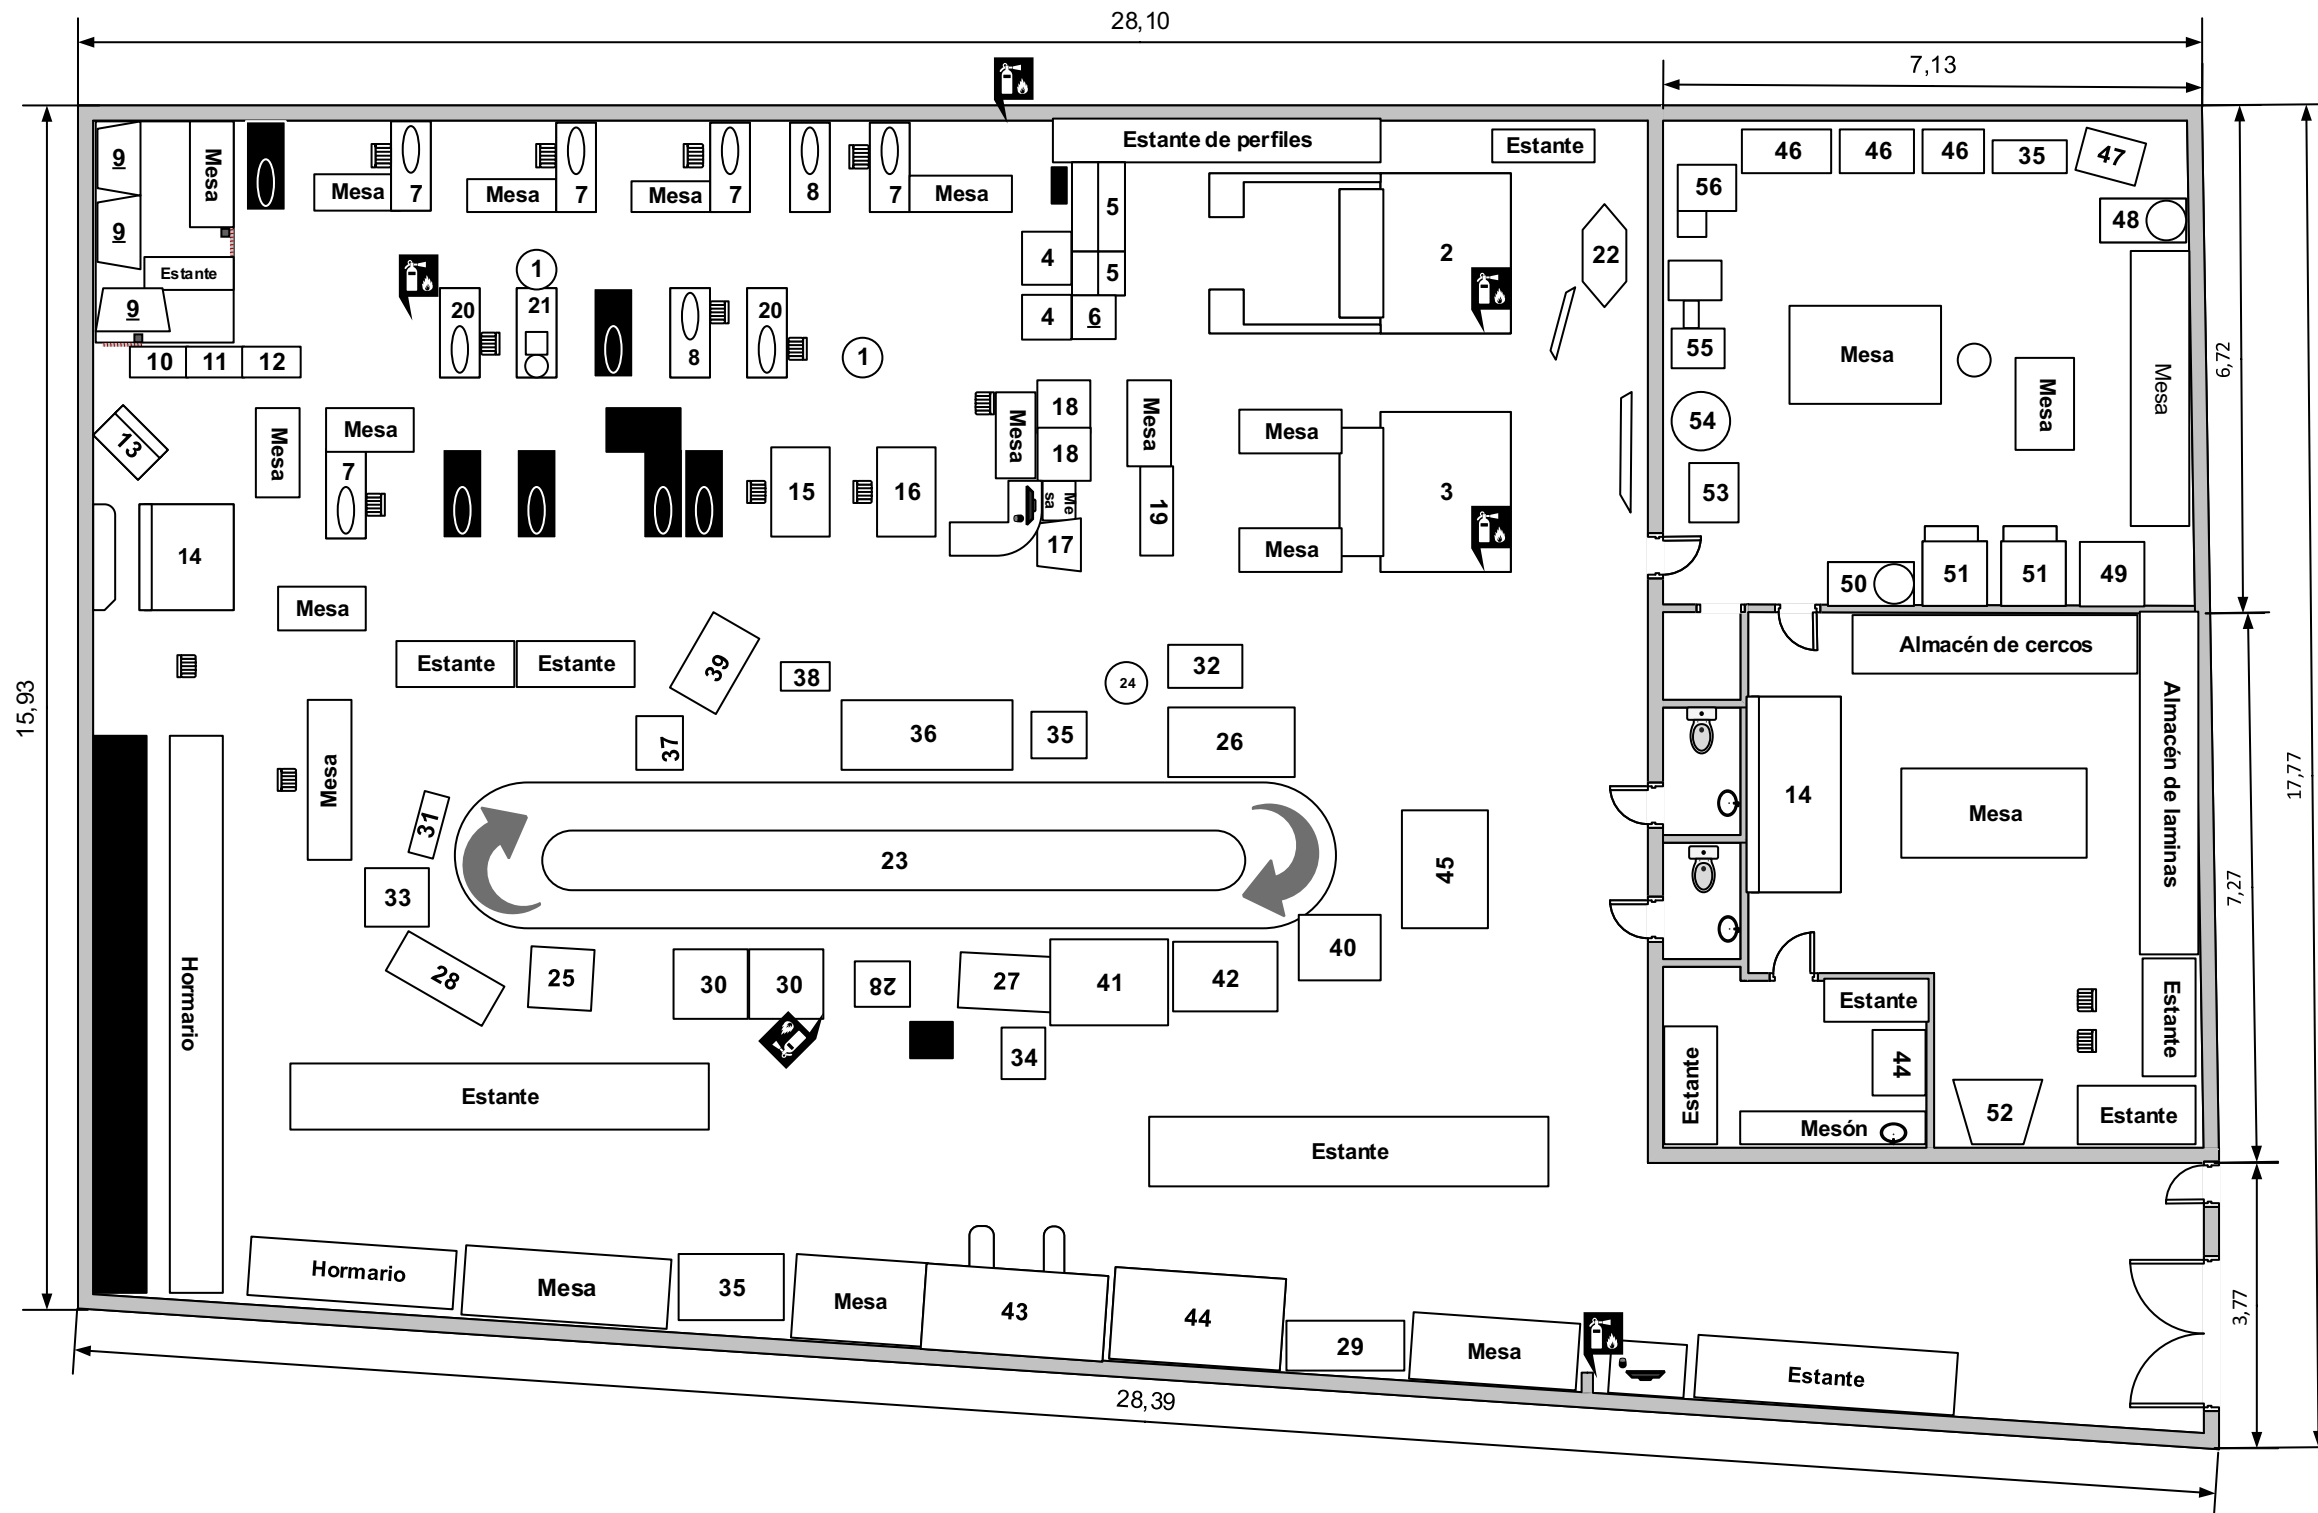 28,10
7,13
Estante de perfiles
Estante
9
Mesa
Mesa
7
Mesa
7
Mesa
7
8
7
Mesa
46
46
46
35
47
56
48
9
5
4
5
2
22
Estante
1
20
21
20
8
9
4
6
1
10
11
12
55
Mesa
Mesa
Mesa
6,72
13
Mesa
Mesa
7
18
Mesa
18
Mesa
Mesa
54
15
16
Me
sa
19
3
53
17
Mesa
14
50
51
51
49
Mesa
Estante
Estante
39
38
24
32
Almacén de cercos
15,93
Mesa
37
36
35
26
Almacén de laminas
17,77
14
Mesa
31
23
45
33
7,27
Hormario
28
25
30
30
28
27
41
42
40
34
Estante
Estante
Estante
44
Estante
Estante
Mesón
52
Estante
Estante
Hormario
Mesa
35
Mesa
43
44
29
Mesa
Estante
3,77
28,39